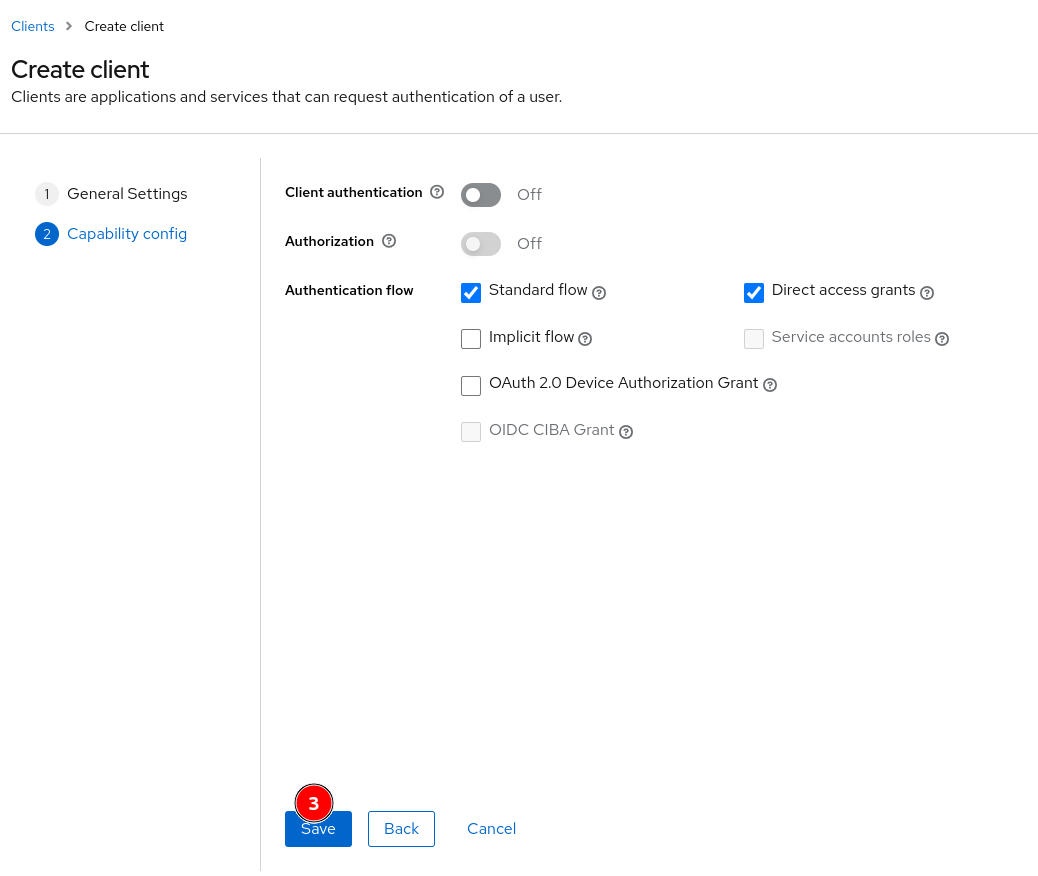 Clients > Create client
Create client
Clients are applications and services that can request authentication of a user.
1 General Settings
2 Capability config
Client authentication ? Off
Authorization ? Off
Authentication flow
Standard flow ? Direct access grants ?
Implicit flow ? Service accounts roles ?
OAuth 2.0 Device Authorization Grant ?
OIDC CIBA Grant ?
3
Save Back Cancel